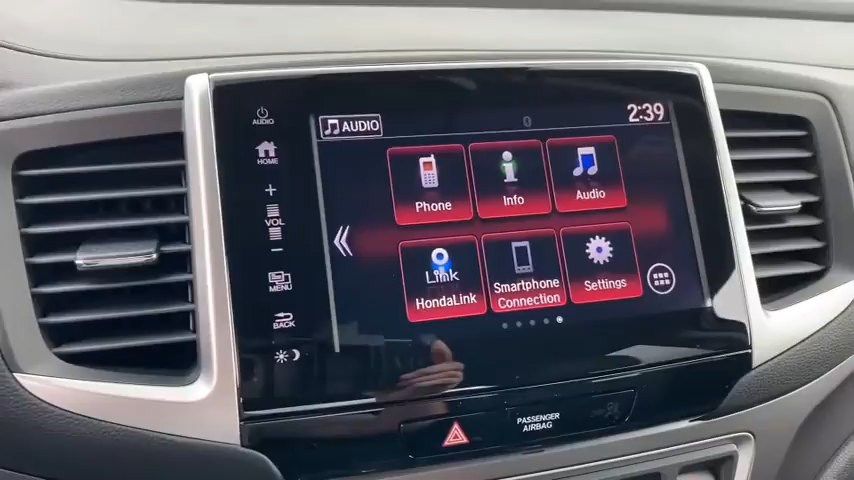 AUDIO
HOME
+
VOL
-
MENU
BACK
AUDIO
2:39
Phone
Info
Audio
Link
HondaLink
Smartphone
Connection
Settings
PASSENGER
AIRBAG